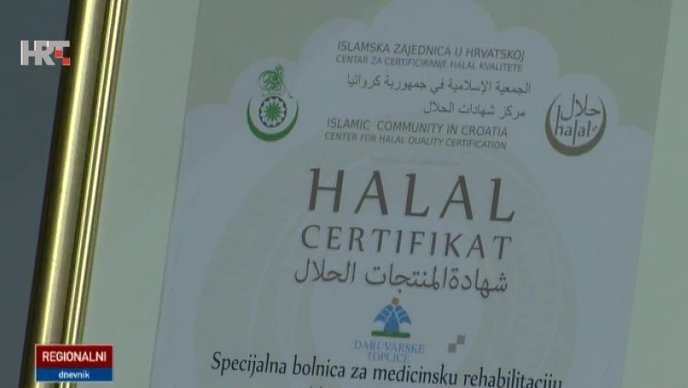 HRT
ISLAMSKA ZAJEDNICA U HRVATSKOJ
CENTAR ZA CERTIFICIRANJE HALAL KVALITETE
الجمعية الإسلامية في جمهورية كرواتيا
مركز شهادات الحلال
ISLAMIC COMMUNITY IN CROATIA
CENTER FOR HALAL QUALITY CERTIFICATION
حلال
halal
HALAL
CERTIFIKAT
شهادة المنتجات الحلال
DARUVARSKE
TOPLICE
Specijalna bolnica za medicinsku rehabilitaciju
REGIONALNI
dnevnik